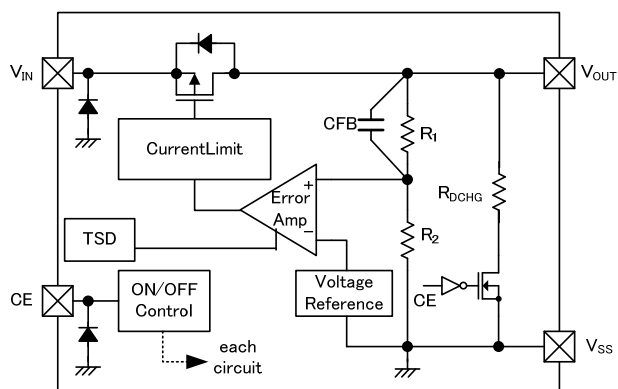 VIN
VOUT
CFB
R1
CurrentLimit
RDCHG
+
Error
Amp
−
TSD
R2
CE
ON/OFF
Control
Voltage
Reference
CE
each
circuit
VSS